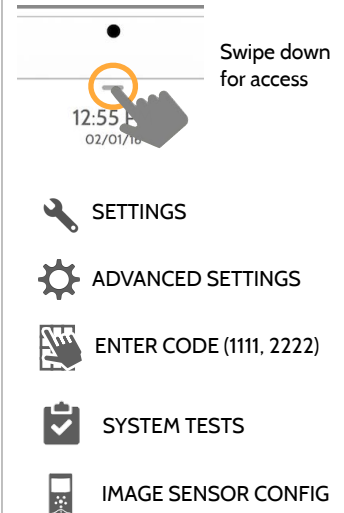 Swipe down
for access
12:55
02/01/
SETTINGS
ADVANCED SETTINGS
ENTER CODE (1111, 2222)
SYSTEM TESTS
IMAGE SENSOR CONFIG